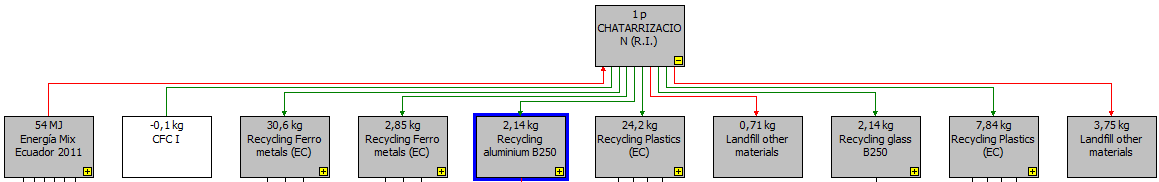 1 p
CHATARRIZACIO
N (R.I.)
54 MJ
Energía Mix
Ecuador 2011
-0,1 kg
CFC I
30,6 kg
Recycling Ferro
metals (EC)
2,85 kg
Recycling Ferro
metals (EC)
2,14 kg
Recycling
aluminium B250
24,2 kg
Recycling Plastics
(EC)
0,71 kg
Landfill other
materials
2,14 kg
Recycling glass
B250
7,84 kg
Recycling Plastics
(EC)
3,75 kg
Landfill other
materials